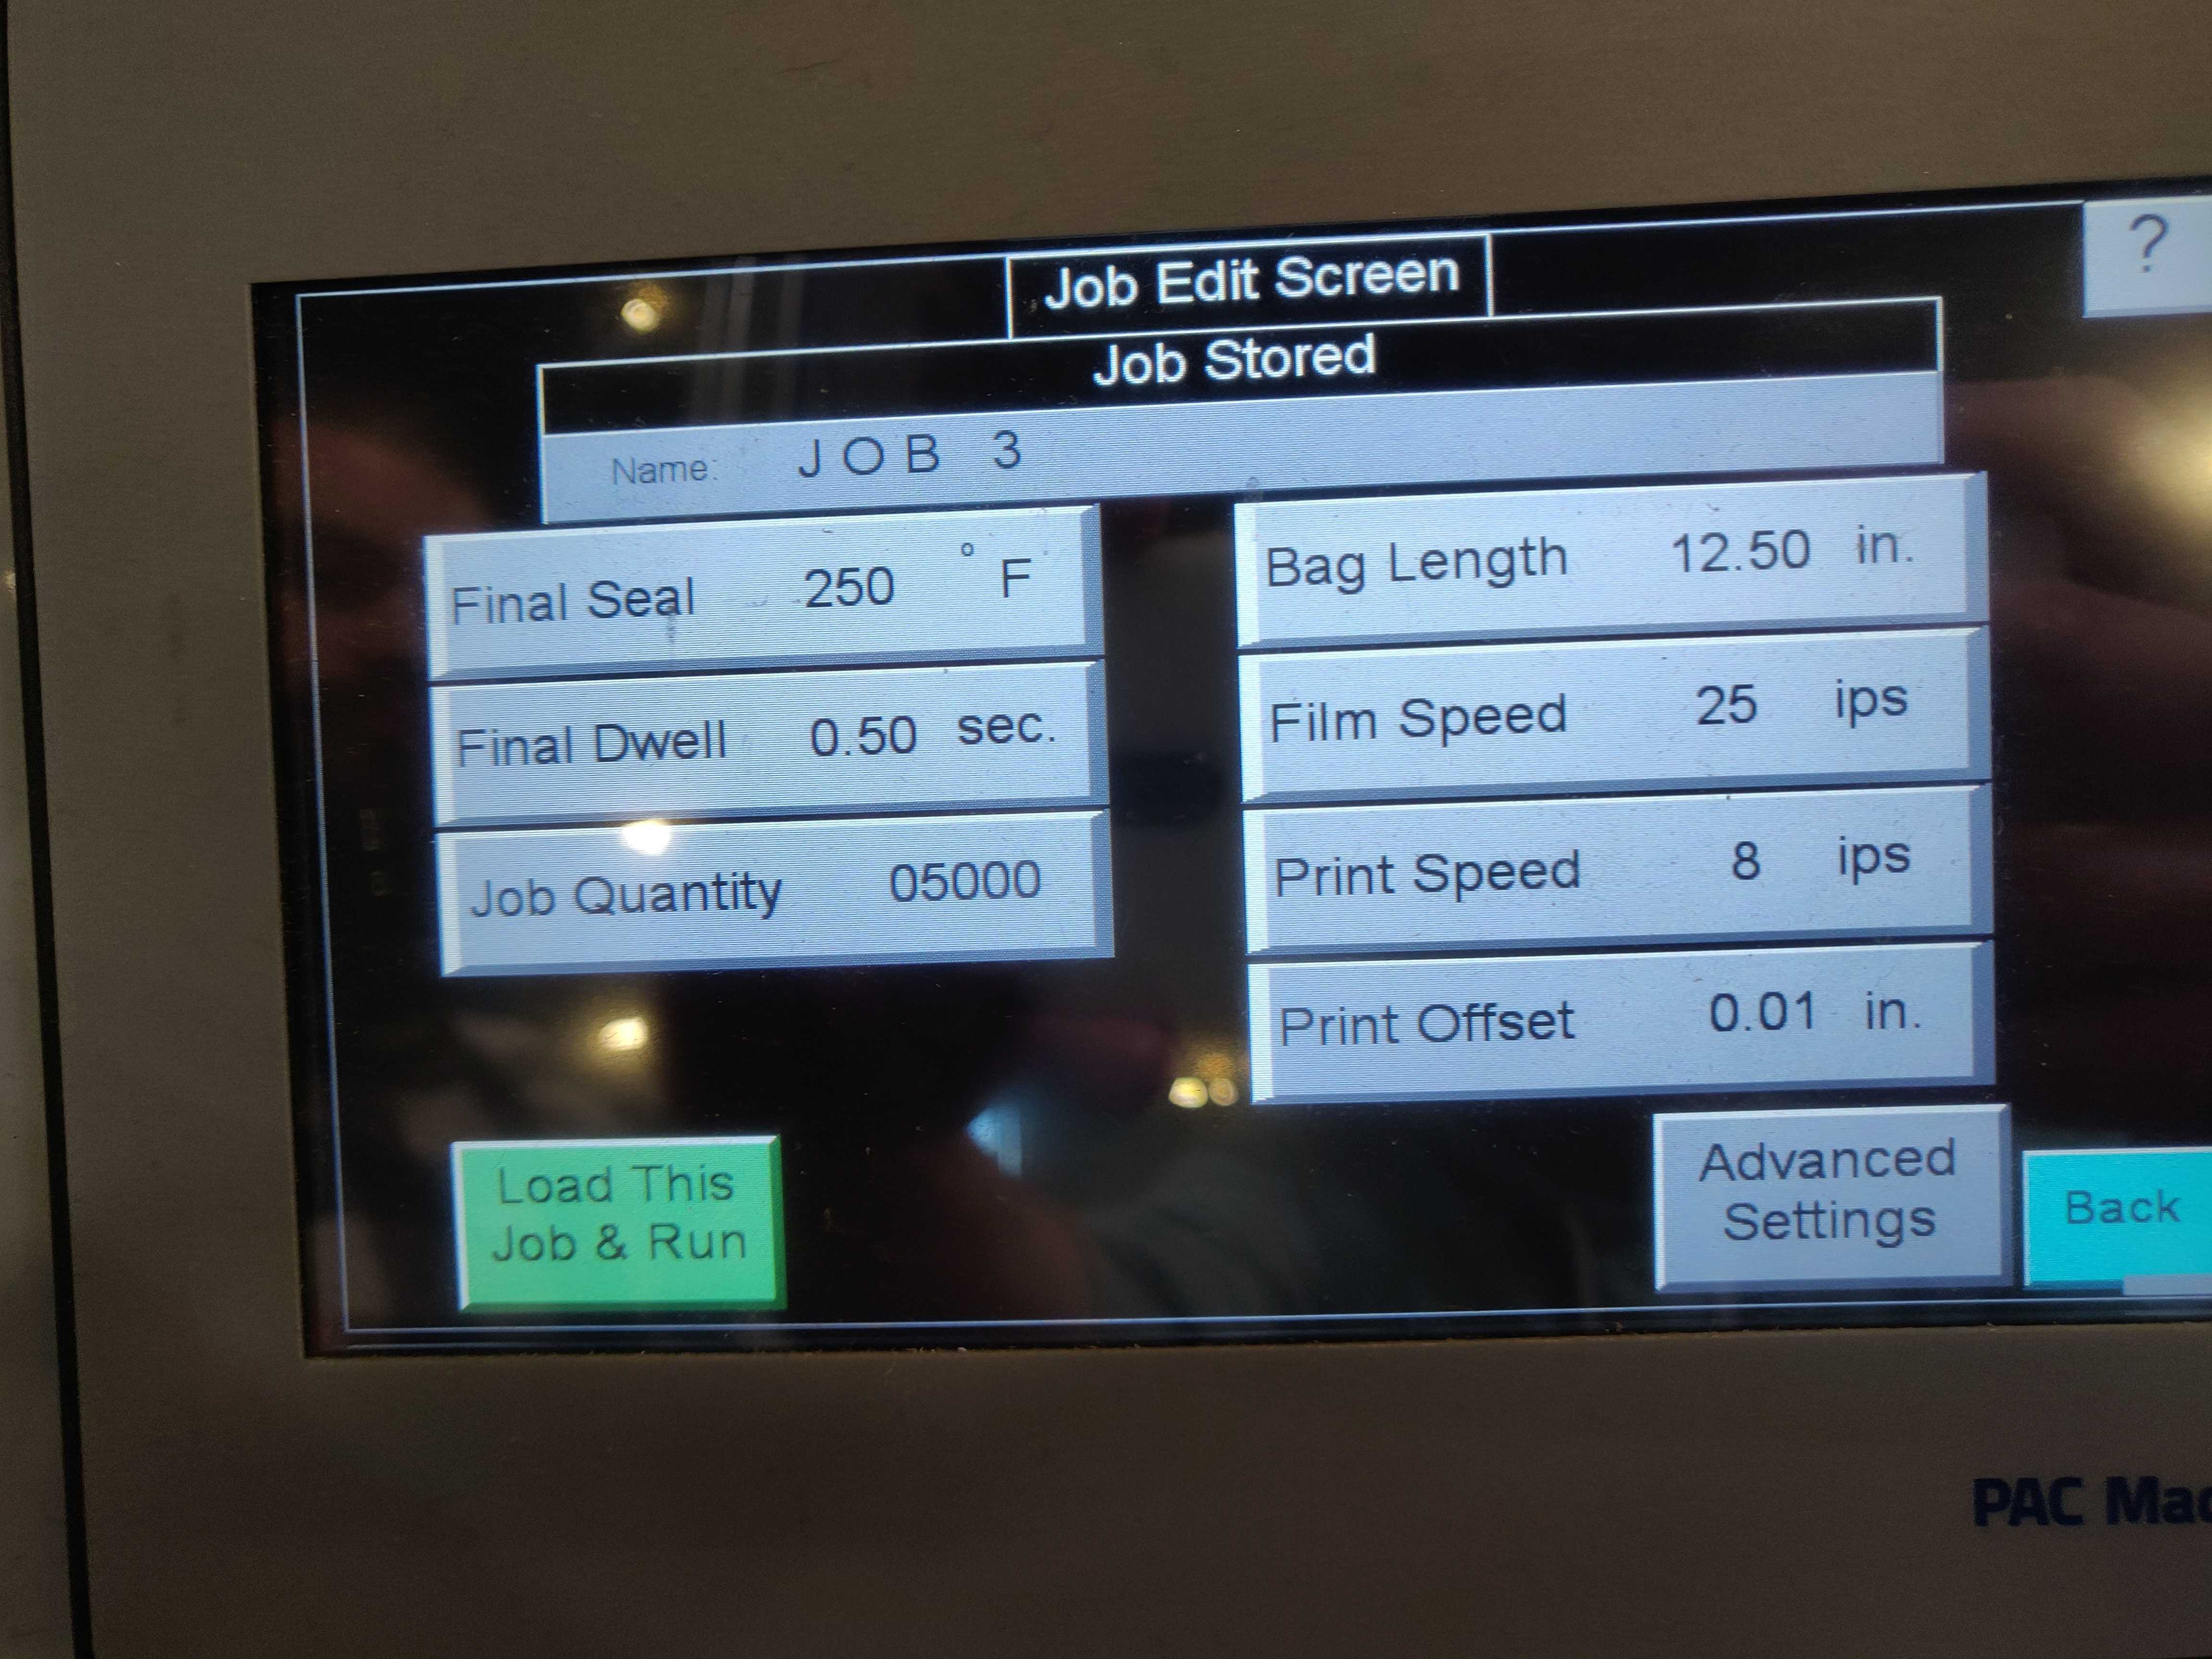 ?
Job Edit Screen
Job Stored
Name: JOB 3
Final Seal 250 ° F
Final Dwell 0.50 sec.
Job Quantity 05000
Bag Length 12.50 in.
Film Speed 25 ips
Print Speed 8 ips
Print Offset 0.01 in.
Load This
Job & Run
Advanced
Settings
Back
PAC